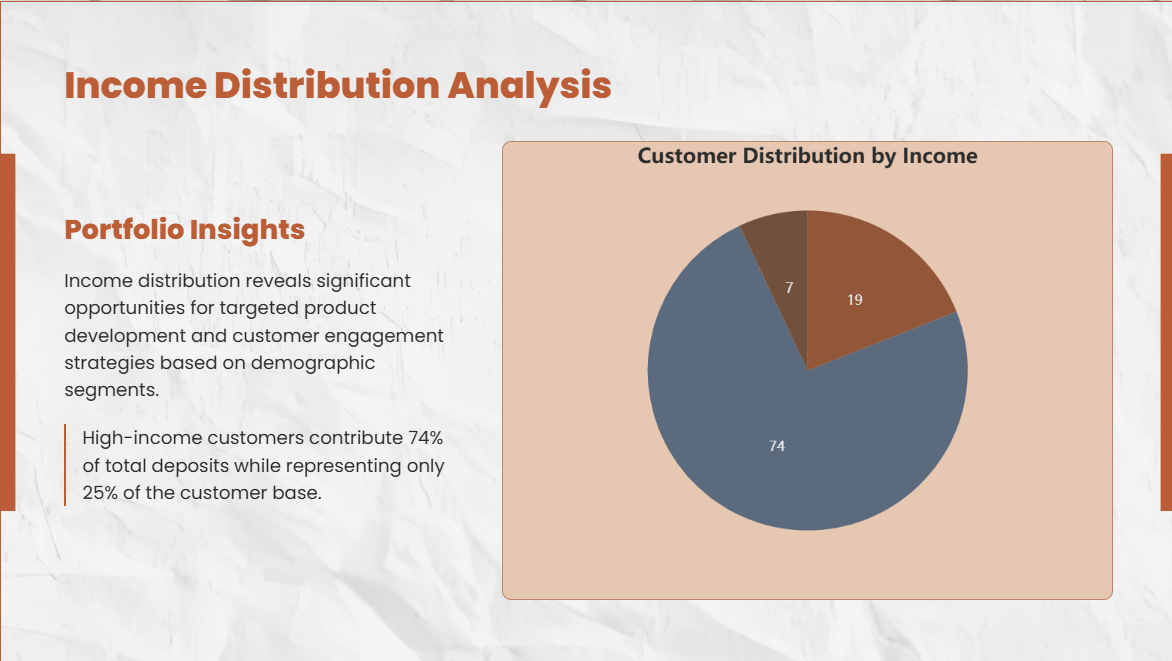 Income Distribution Analysis
Portfolio Insights
Income distribution reveals significant
opportunities for targeted product
development and customer engagement
strategies based on demographic
segments.
High-income customers contribute 74%
of total deposits while representing only
25% of the customer base.
Customer Distribution by Income
7
19
74